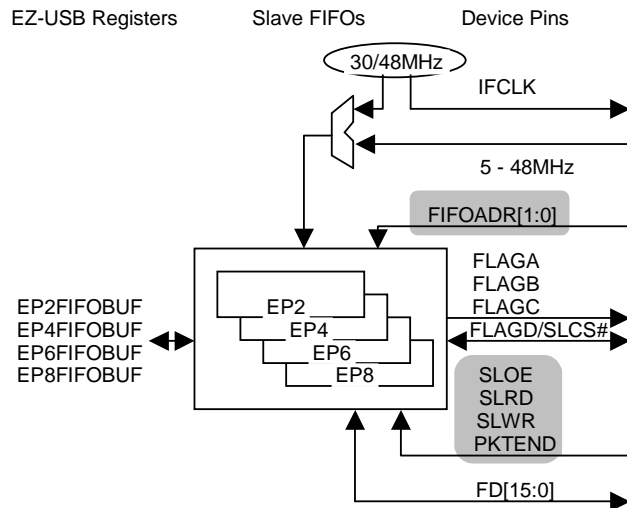 EZ-USB Registers
Slave FIFOs
Device Pins
30/48MHz
IFCLK
5 - 48MHz
FIFOADR[1:0]
FLAGA
FLAGB
FLAGC
FLAGD/SLCS#
EP2
EP4
EP6
EP8
EP2FIFOBUF
EP4FIFOBUF
EP6FIFOBUF
EP8FIFOBUF
SLOE
SLRD
SLWR
PKTEND
FD[15:0]